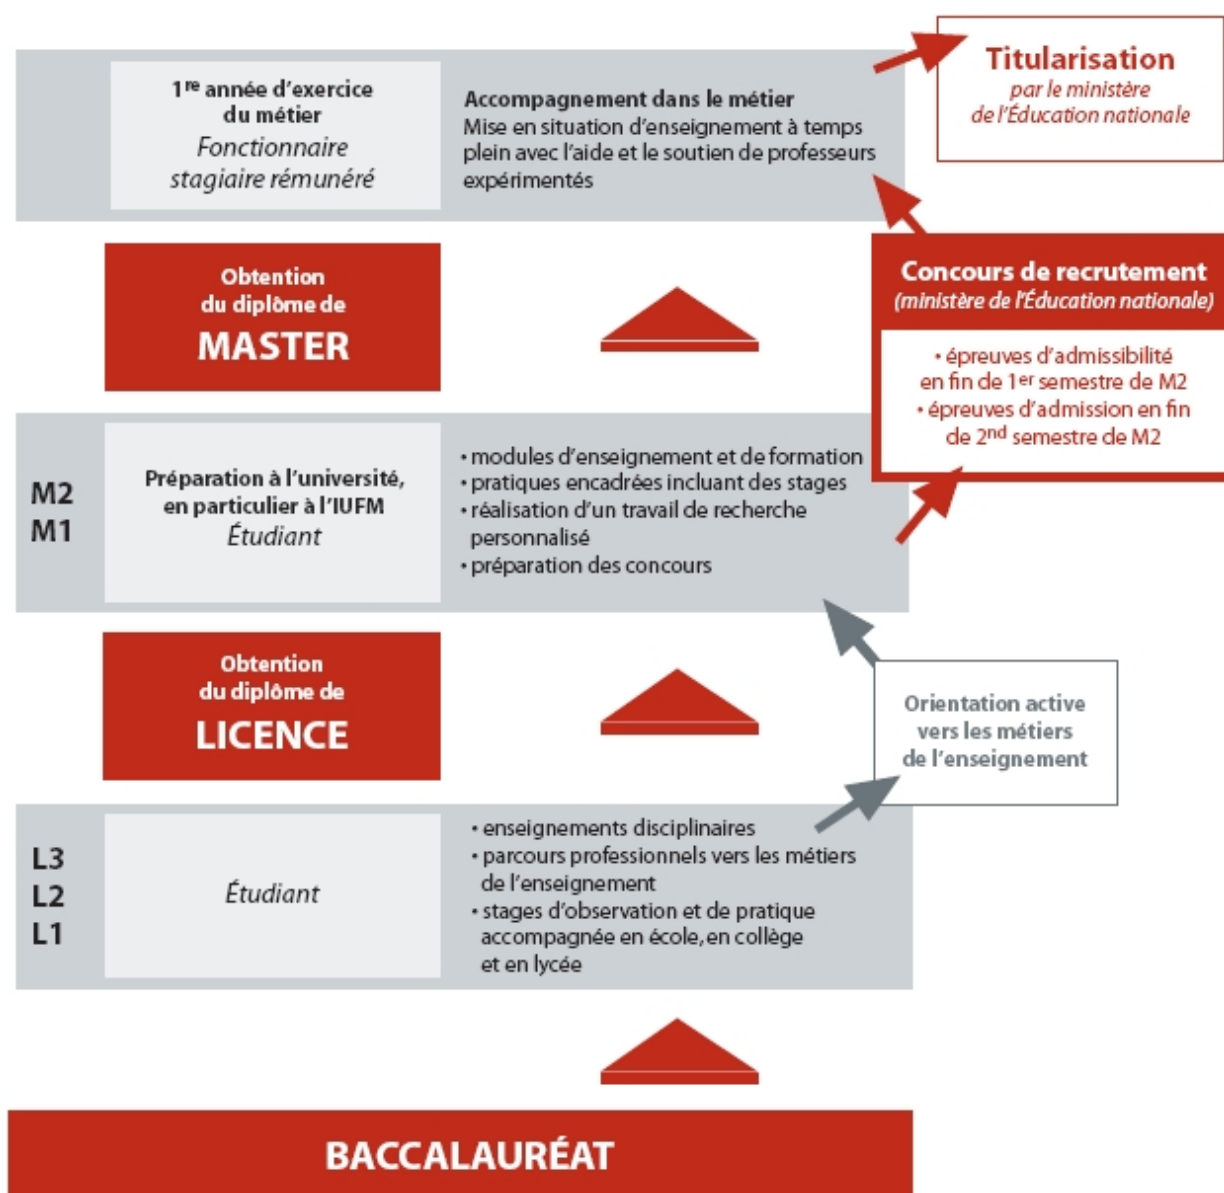 Titularisation
par le ministère
de l'Éducation nationale
1re année d'exercice
du métier
Fonctionnaire
stagiaire rémunéré
Accompagnement dans le métier
Mise en situation d'enseignement à temps
plein avec l'aide et le soutien de professeurs
expérimentés
Obtention
du diplôme de
MASTER
Concours de recrutement
(ministère de l'Éducation nationale)
• épreuves d'admissibilité
en fin de 1er semestre de M2
• épreuves d'admission en fin
de 2nd semestre de M2
M2
M1
Préparation à l'université,
en particulier à l'IUFM
Étudiant
• modules d'enseignement et de formation
• pratiques encadrées incluant des stages
• réalisation d'un travail de recherche
personnalisé
• préparation des concours
Obtention
du diplôme de
LICENCE
Orientation active
vers les métiers
de l'enseignement
L3
L2
L1
Étudiant
• enseignements disciplinaires
• parcours professionnels vers les métiers
de l'enseignement
• stages d'observation et de pratique
accompagnée en école, en collège
et en lycée
BACCALAURÉAT